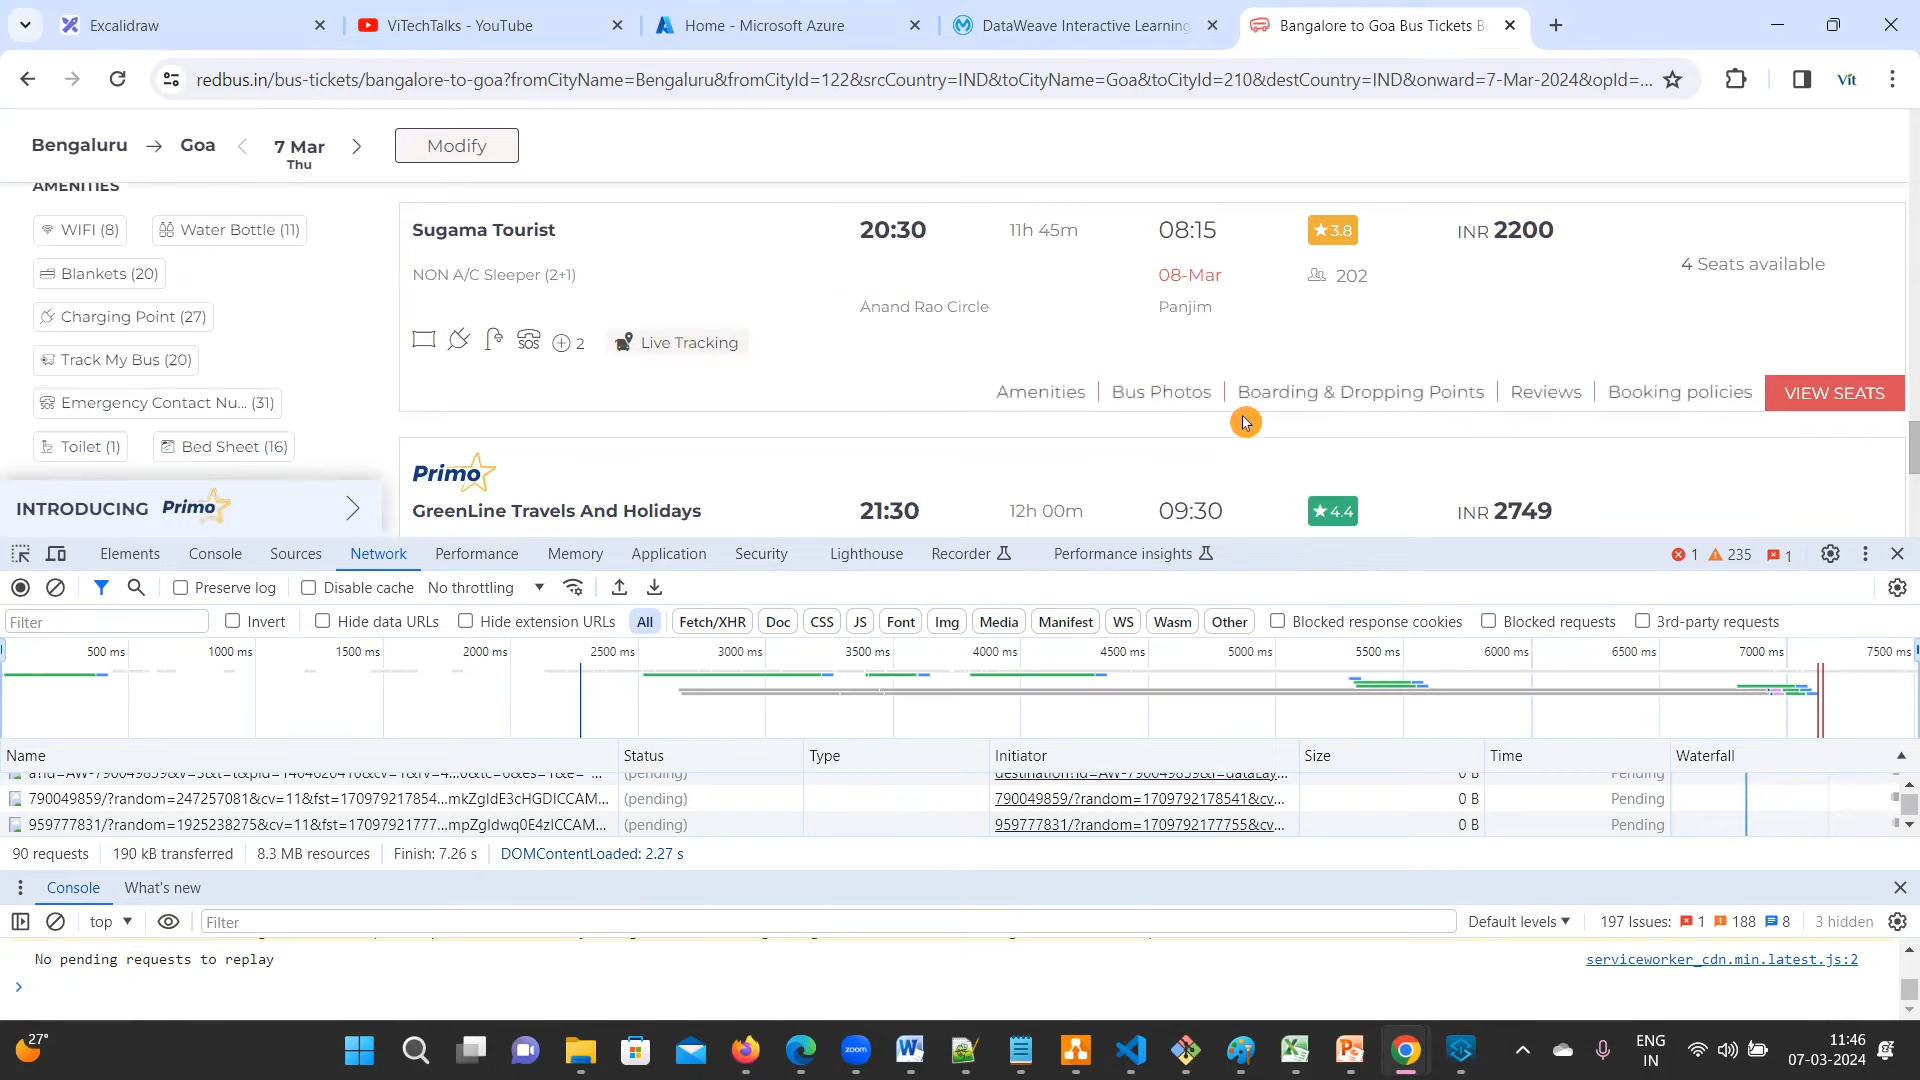 Excalidraw
ViTechTalks - YouTube
Home - Microsoft Azure
DataWeave Interactive Learning
Bangalore to Goa Bus Tickets B
redbus.in/bus-tickets/bangalore-to-goa?fromCityName=Bengaluru&fromCityId=122&srcCountry=IND&toCityName=Goa&toCityId=210&destCountry=IND&onward=7-Mar-2024&opId=...
Vit
Bengaluru → Goa
7 Mar
Thu
Modify
AMENITIES
WIFI (8)
Water Bottle (11)
Blankets (20)
Charging Point (27)
Track My Bus (20)
Emergency Contact Nu... (31)
Toilet (1)
Bed Sheet (16)
INTRODUCING Primo
Sugama Tourist
20:30
11h 45m
08:15
★3.8
INR 2200
4 Seats available
NON A/C Sleeper (2+1)
08-Mar
202
Anand Rao Circle
Panjim
SOS
2
Live Tracking
Amenities
Bus Photos
Boarding & Dropping Points
Reviews
Booking policies
VIEW SEATS
Primo
GreenLine Travels And Holidays
21:30
12h 00m
09:30
★4.4
INR 2749
Elements
Console
Sources
Network
Performance
Memory
Application
Security
Lighthouse
Recorder
Performance insights
1
235
1
Preserve log
Disable cache
No throttling
Filter
Invert
Hide data URLs
Hide extension URLs
All
Fetch/XHR
Doc
CSS
JS
Font
Img
Media
Manifest
WS
Wasm
Other
Blocked response cookies
Blocked requests
3rd-party requests
500 ms
1000 ms
1500 ms
2000 ms
2500 ms
3000 ms
3500 ms
4000 ms
4500 ms
5000 ms
5500 ms
6000 ms
6500 ms
7000 ms
7500 ms
Name
Status
Type
Initiator
Size
Time
Waterfall
(pending)
0 B
Pending
790049859/?random=247257081&cv=11&fst=170979217854...mkZgIdE3cHGDICCAM...
(pending)
790049859/?random=1709792178541&cv...
0 B
Pending
959777831/?random=1925238275&cv=11&fst=17097921777...mpZgIdwq0E4zICCAM...
(pending)
959777831/?random=1709792177755&cv...
0 B
Pending
90 requests
190 kB transferred
8.3 MB resources
Finish: 7.26 s
DOMContentLoaded: 2.27 s
Console
What's new
top
Filter
Default levels
197 Issues:
1
188
8
3 hidden
No pending requests to replay
serviceworker_cdn.min.latest.js:2
27°
zoom
ENG
IN
11:46
07-03-2024